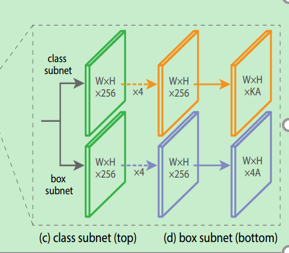 class
subnet
W×H
×256
×4
W×H
×256
W×H
×KA
W×H
×256
×4
W×H
×256
W×H
×4A
box
subnet
(c) class subnet (top)
(d) box subnet (bottom)